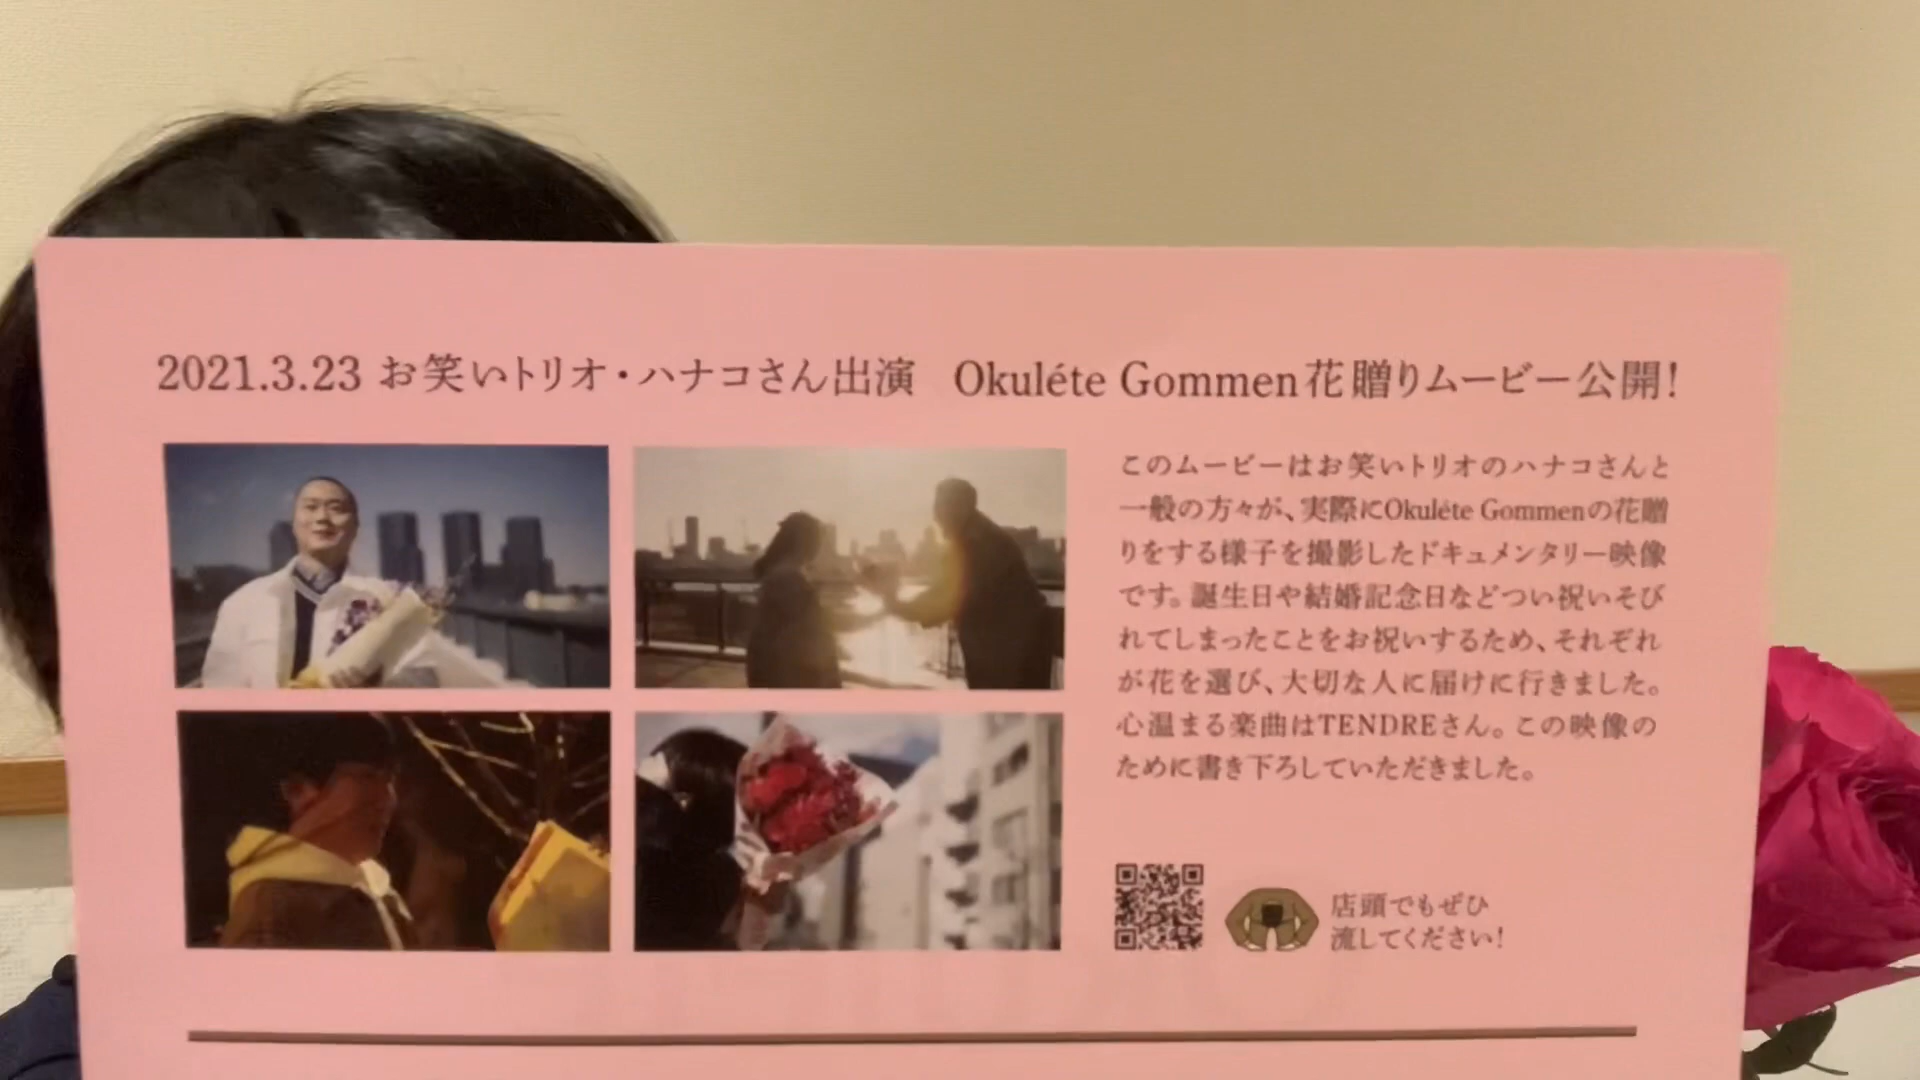 2021.3.23 お笑いトリオ・ハナコさん出演 Okuléte Gommen花贈りムービー公開!
このムービーはお笑いトリオのハナコさんと
一般の方々が、実際にOkuléte Gommenの花贈
りをする様子を撮影したドキュメンタリー映像
です。誕生日や結婚記念日などつい祝いそび
れてしまったことをお祝いするため、それぞれ
が花を選び、大切な人に届けに行きました。
心温まる楽曲はTENDREさん。この映像の
ために書き下ろしていただきました。
店頭でもぜひ
流してください!